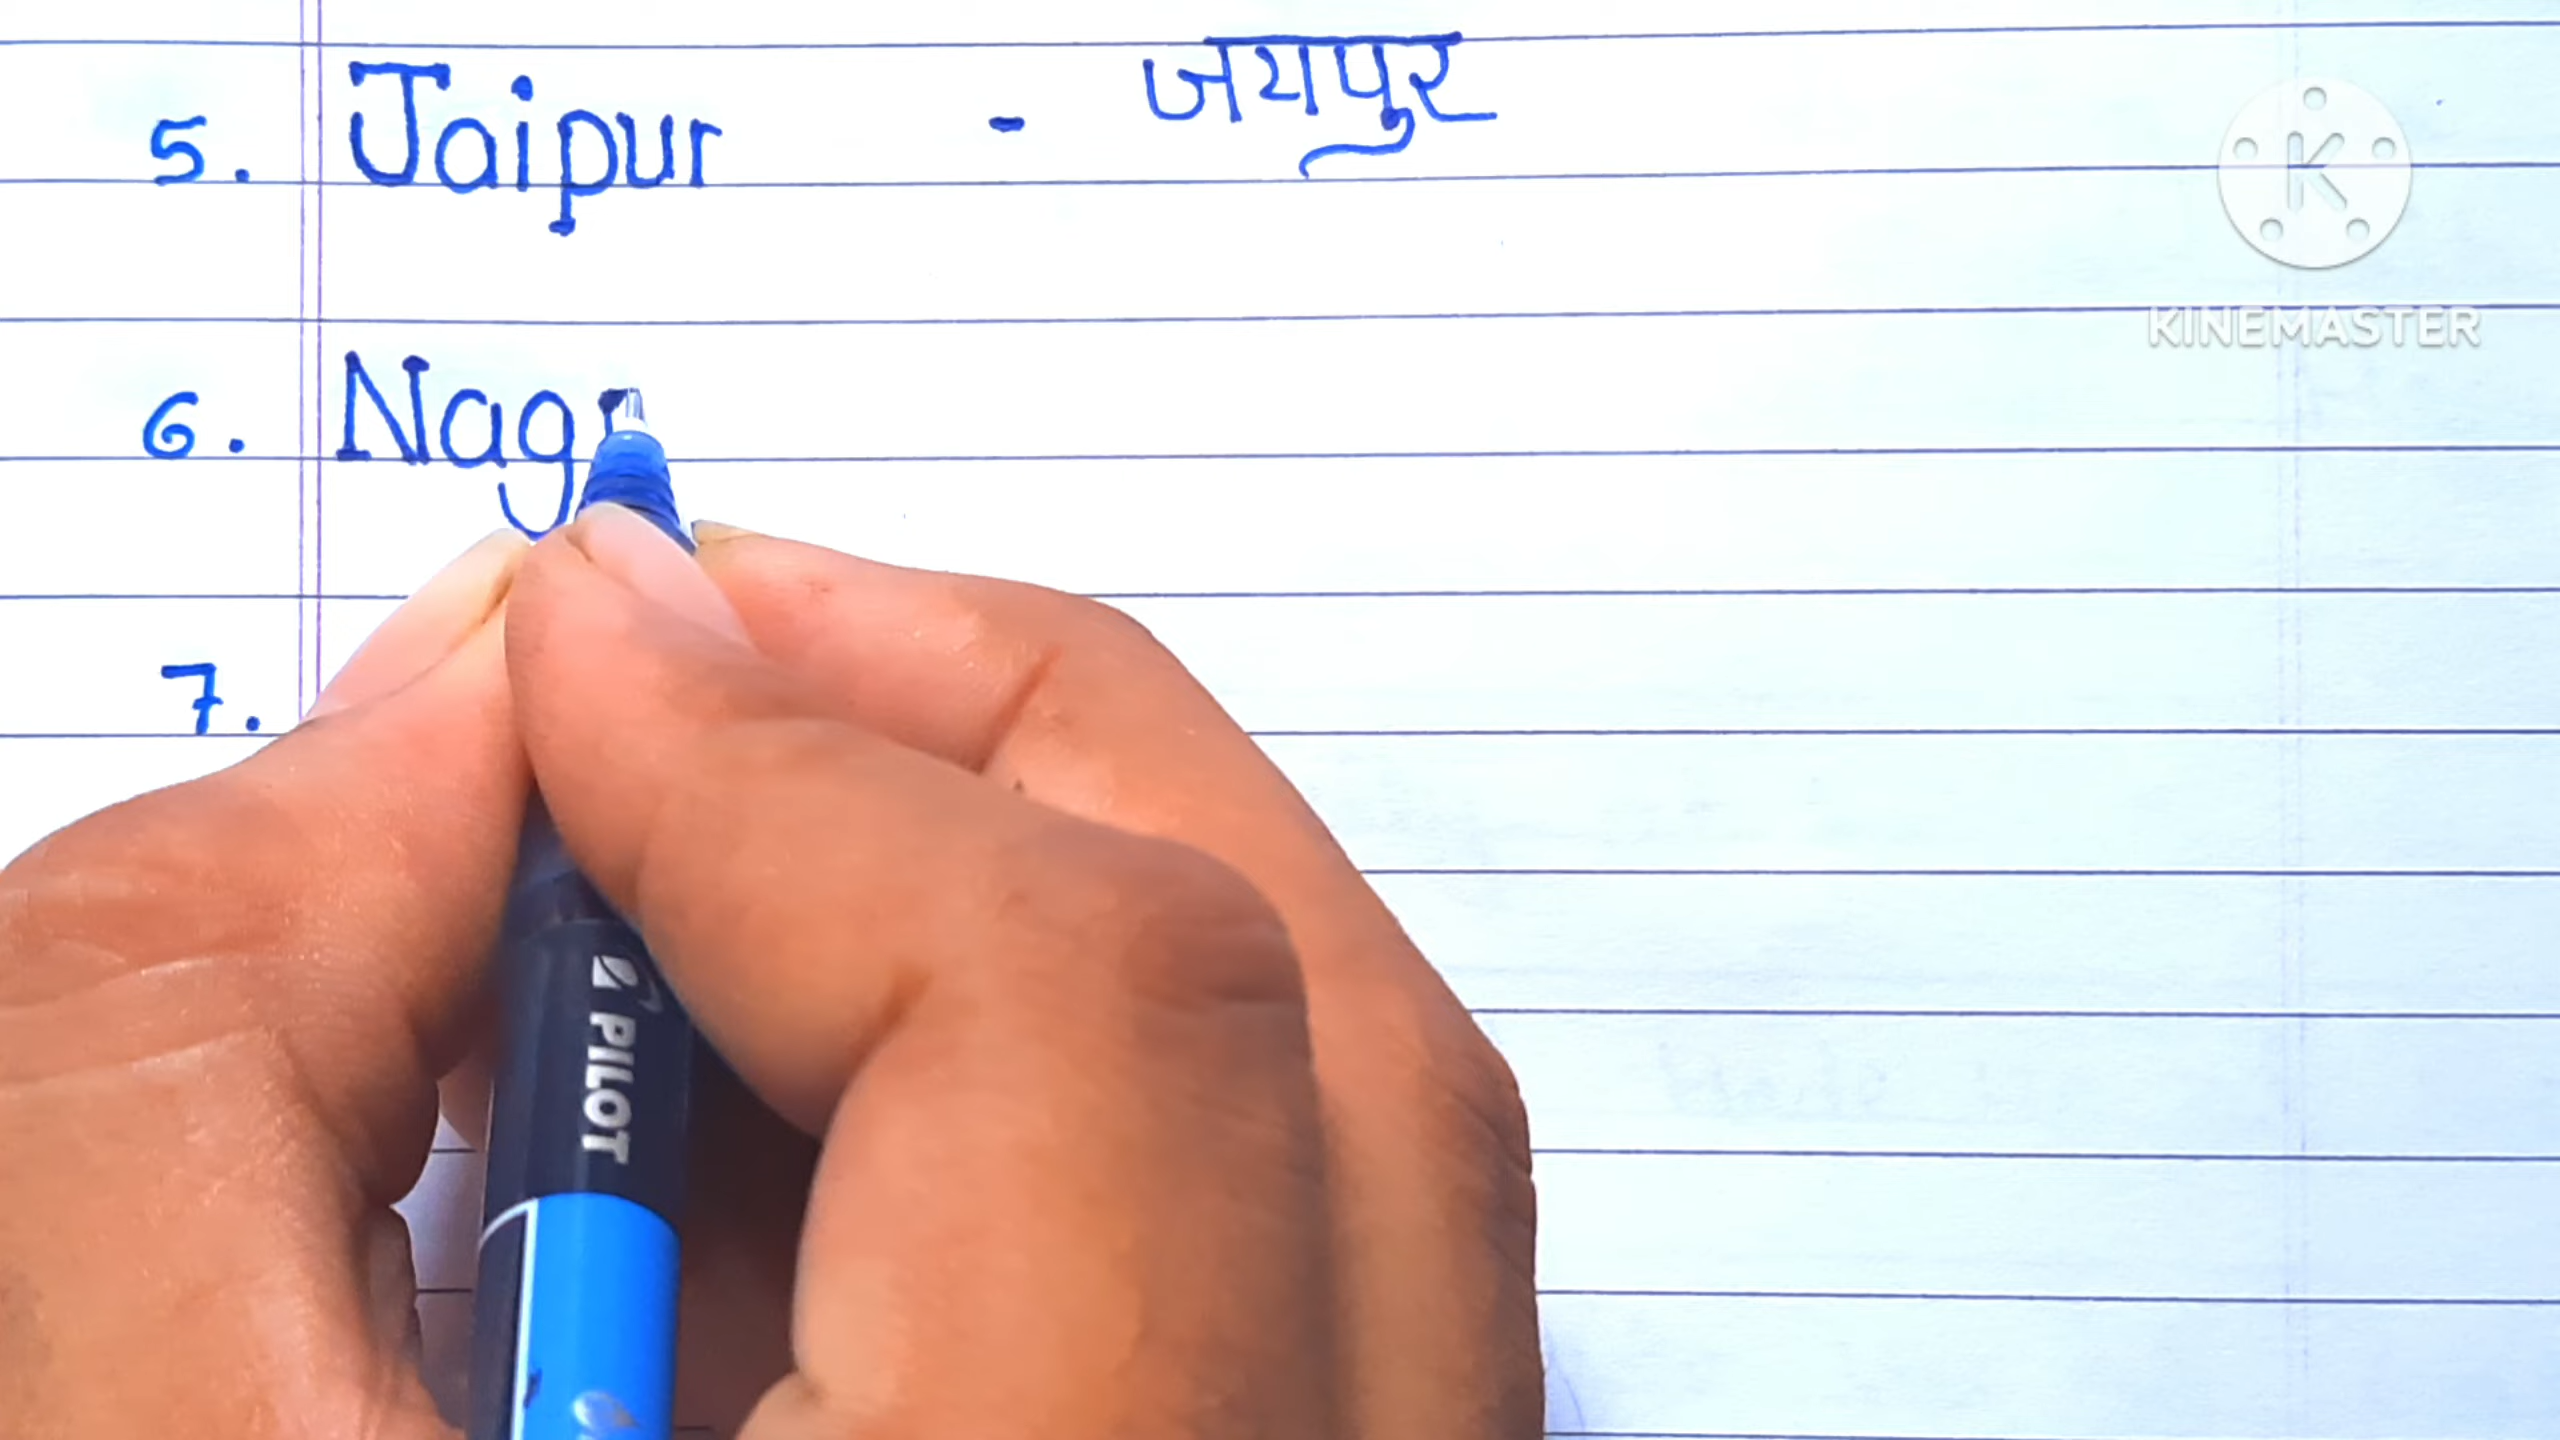 5. Jaipur - जयपुर
KINEMASTER
6. Nag
7.
PILOT